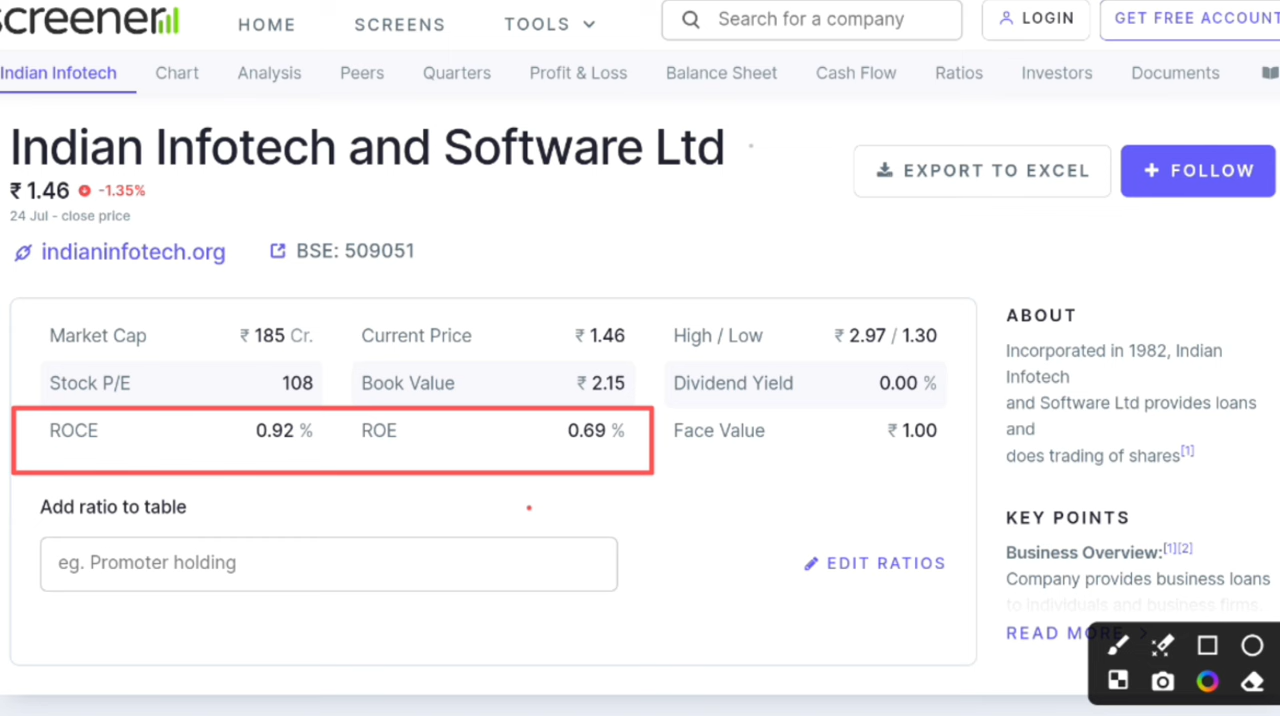 screener
HOME
SCREENS
TOOLS
Search for a company
LOGIN
GET FREE ACCOUNT
Indian Infotech
Chart
Analysis
Peers
Quarters
Profit & Loss
Balance Sheet
Cash Flow
Ratios
Investors
Documents
Indian Infotech and Software Ltd
₹ 1.46 -1.35%
24 Jul - close price
indianinfotech.org
BSE: 509051
EXPORT TO EXCEL
+ FOLLOW
Market Cap ₹ 185 Cr.
Current Price ₹ 1.46
High / Low ₹ 2.97 / 1.30
Stock P/E 108
Book Value ₹ 2.15
Dividend Yield 0.00 %
ROCE 0.92 %
ROE 0.69 %
Face Value ₹ 1.00
Add ratio to table
eg. Promoter holding
EDIT RATIOS
ABOUT
Incorporated in 1982, Indian
Infotech
and Software Ltd provides loans
and
does trading of shares[1]
KEY POINTS
Business Overview:[1][2]
Company provides business loans
to individuals and business firms.
READ MORE